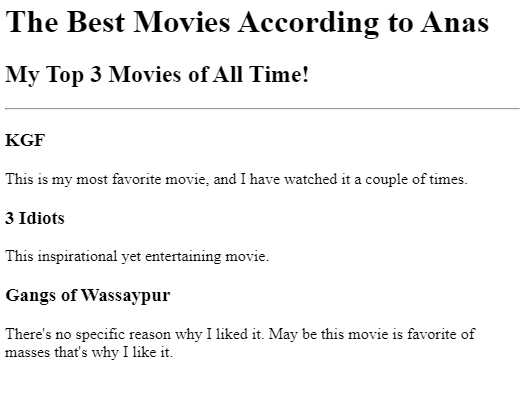 The Best Movies According to Anas
My Top 3 Movies of All Time!
KGF
This is my most favorite movie, and I have watched it a couple of times.
3 Idiots
This inspirational yet entertaining movie.
Gangs of Wassaypur
There's no specific reason why I liked it. May be this movie is favorite of
masses that's why I like it.